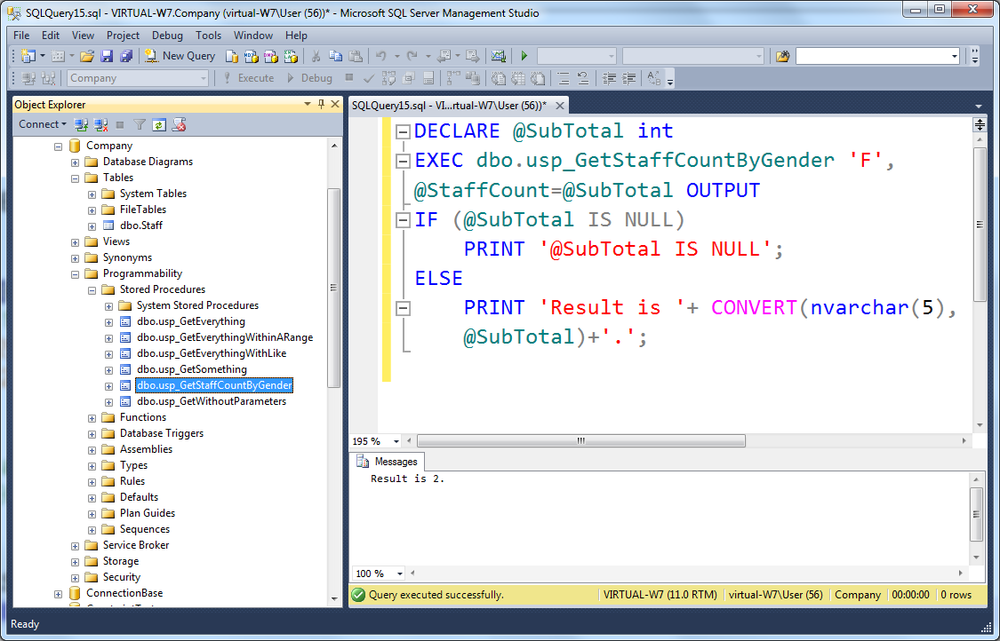 SQLQuery15.sql - VIRTUAL-W7.Company (virtual-W7\User (56))* - Microsoft SQL Server Management Studio
File Edit View Project Debug Tools Window Help
New Query
Company Execute Debug
Object Explorer
Connect
Company
Database Diagrams
Tables
System Tables
FileTables
dbo.Staff
Views
Synonyms
Programmability
Stored Procedures
System Stored Procedures
dbo.usp_GetEverything
dbo.usp_GetEverythingWithinARange
dbo.usp_GetEverythingWithLike
dbo.usp_GetSomething
dbo.usp_GetStaffCountByGender
dbo.usp_GetWithoutParameters
Functions
Database Triggers
Assemblies
Types
Rules
Defaults
Plan Guides
Sequences
Service Broker
Storage
Security
ConnectionBase
SQLQuery15.sql - VI...rtual-W7\User (56))*
DECLARE @SubTotal int
EXEC dbo.usp_GetStaffCountByGender 'F',
@StaffCount=@SubTotal OUTPUT
IF (@SubTotal IS NULL)
PRINT '@SubTotal IS NULL';
ELSE
PRINT 'Result is '+ CONVERT(nvarchar(5),
@SubTotal)+'.';
195 %
Messages
Result is 2.
100 %
Query executed successfully. VIRTUAL-W7 (11.0 RTM) virtual-W7\User (56) Company 00:00:00 0 rows
Ready